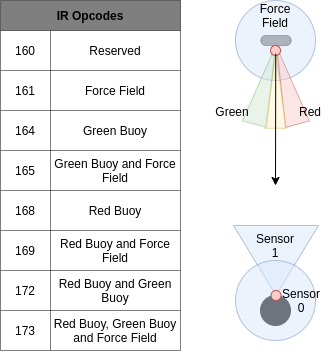 IR Opcodes
160 Reserved
161 Force Field
164 Green Buoy
165 Green Buoy and Force
Field
168 Red Buoy
169 Red Buoy and Force
Field
172 Red Buoy and Green
Buoy
173 Red Buoy, Green Buoy
and Force Field
Force
Field
Green
Red
Sensor
1
Sensor
0